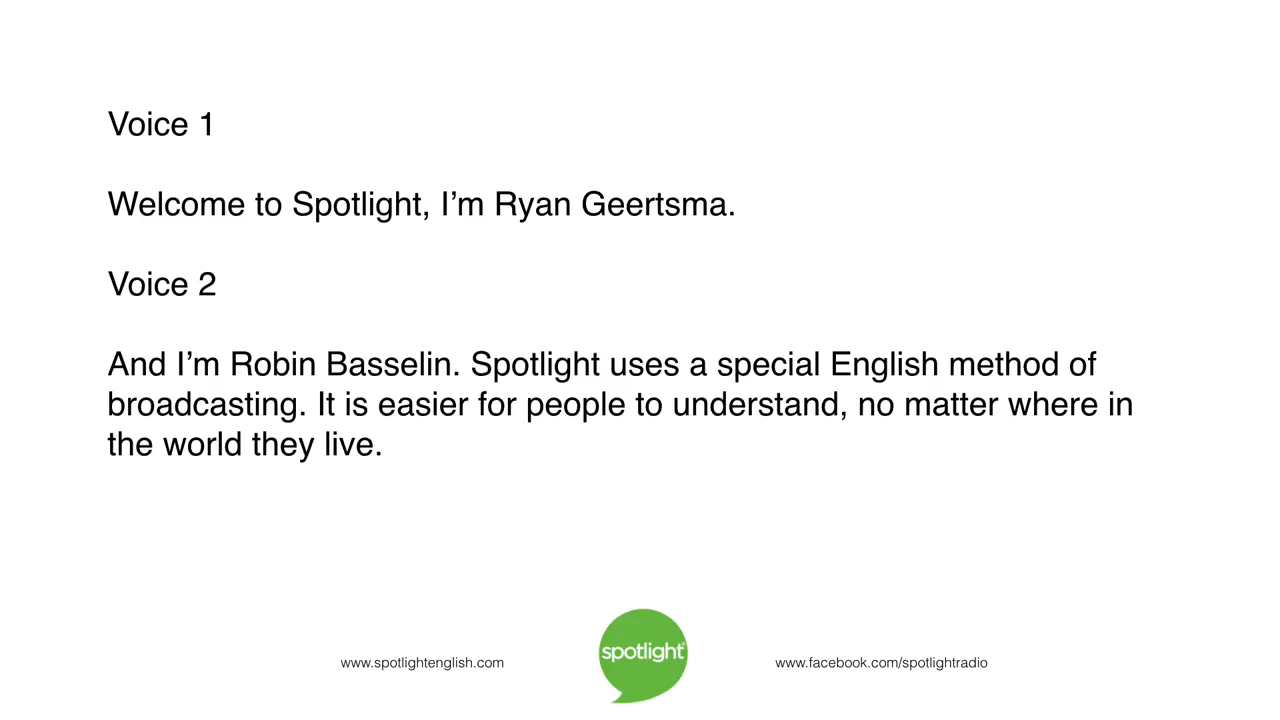 Voice 1
Welcome to Spotlight, I’m Ryan Geertsma.
Voice 2
And I’m Robin Basselin. Spotlight uses a special English method of
broadcasting. It is easier for people to understand, no matter where in
the world they live.
www.spotlightenglish.com
spotlight
www.facebook.com/spotlightradio